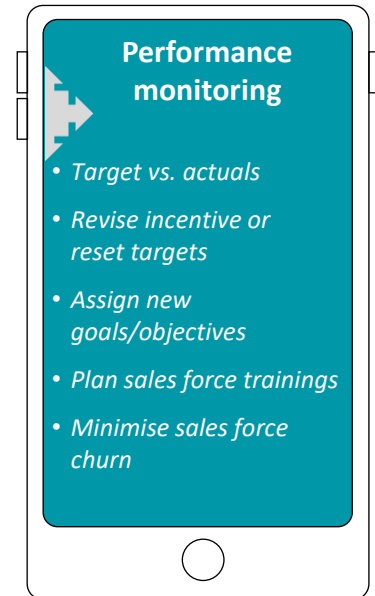 Performance
monitoring
• Target vs. actuals
• Revise incentive or
reset targets
• Assign new
goals/objectives
• Plan sales force trainings
• Minimise sales force
churn